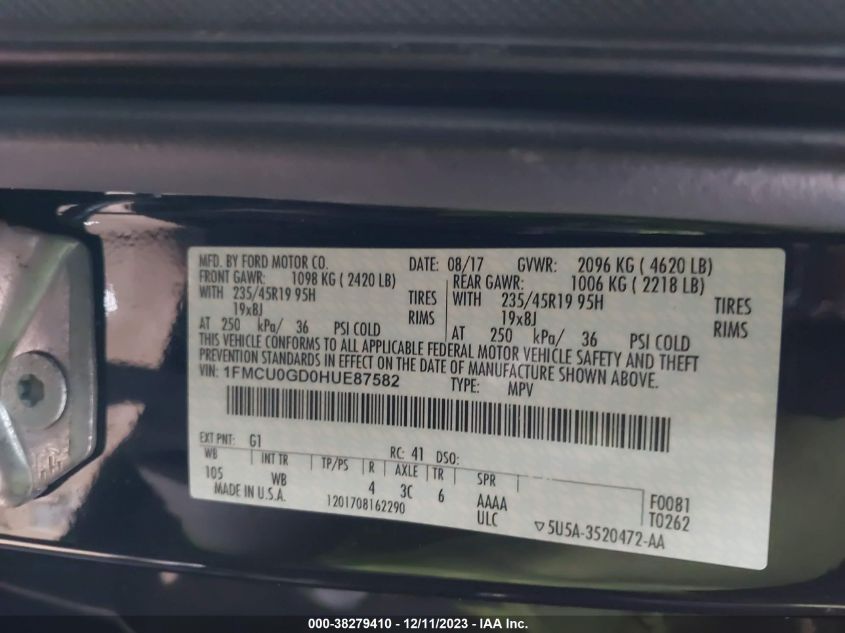 MFD. BY FORD MOTOR CO. DATE: 08/17 GVWR: 2096 KG ( 4620 LB)
FRONT GAWR: 1098 KG ( 2420 LB) REAR GAWR: 1006 KG ( 2218 LB)
WITH 235/45R19 95H TIRES WITH 235/45R19 95H TIRES
19x8J RIMS 19x8J RIMS
AT 250 kPa/ 36 PSI COLD AT 250 kPa/ 36 PSI COLD
THIS VEHICLE CONFORMS TO ALL APPLICABLE FEDERAL MOTOR VEHICLE SAFETY AND THEFT
PREVENTION STANDARDS IN EFFECT ON THE DATE OF MANUFACTURE SHOWN ABOVE.
VIN: 1FMCU0GD0HUE87582 TYPE: MPV
EXT PNT: G1 RC: 41 DSO:
WB INT TR TP/PS R AXLE TR SPR
105 WB 4 3C 6 AAAA F0081
MADE IN U.S.A. 1201708162290 ULC T0262
▽5U5A-3520472-AA
000-38279410 - 12/11/2023 - IAA Inc.